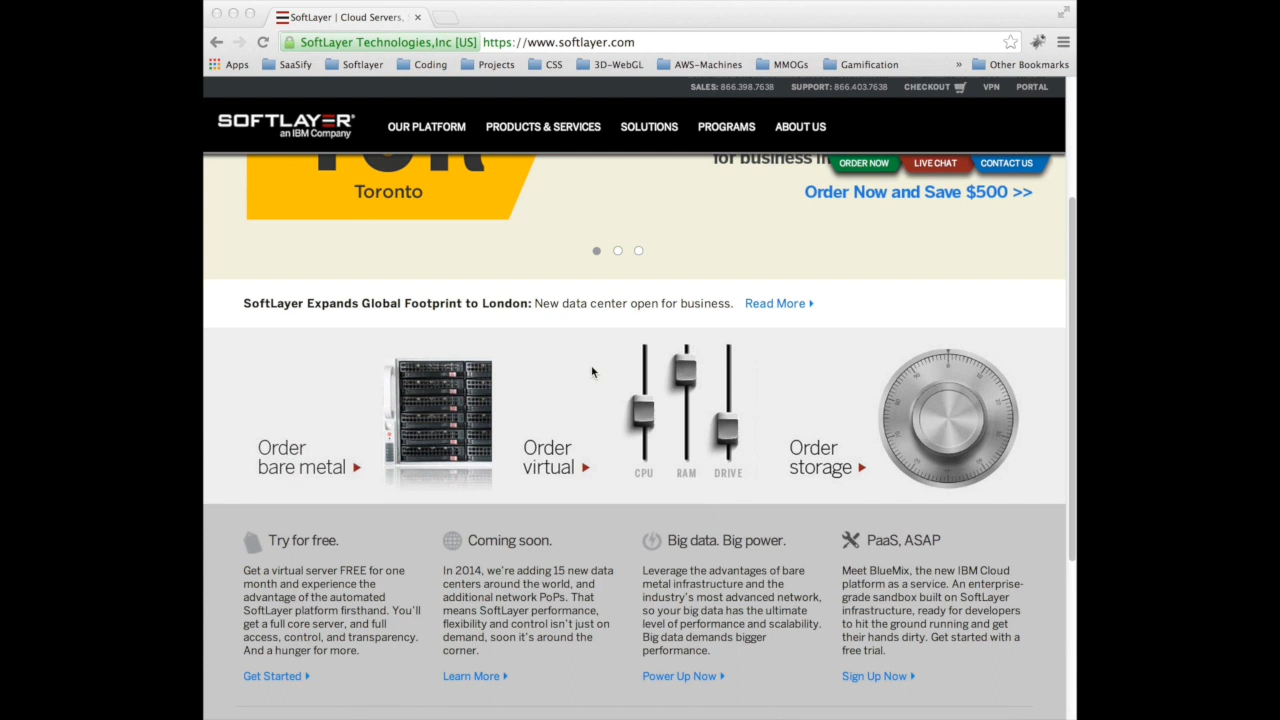 SoftLayer | Cloud Servers,
SoftLayer Technologies,Inc [US] https://www.softlayer.com
Apps SaaSify Softlayer Coding Projects CSS 3D-WebGL AWS-Machines MMOGs Gamification » Other Bookmarks
SALES: 866.398.7638 SUPPORT: 866.403.7638 CHECKOUT VPN PORTAL
SOFTLAYER®
an IBM Company
OUR PLATFORM PRODUCTS & SERVICES SOLUTIONS PROGRAMS ABOUT US
for business in
ORDER NOW LIVE CHAT CONTACT US
Toronto
Order Now and Save $500 >>
SoftLayer Expands Global Footprint to London: New data center open for business. Read More
Order
bare metal
Order
virtual
CPU RAM DRIVE
Order
storage
Try for free.
Get a virtual server FREE for one
month and experience the
advantage of the automated
SoftLayer platform firsthand. You'll
get a full core server, and full
access, control, and transparency.
And a hunger for more.
Get Started
Coming soon.
In 2014, we're adding 15 new data
centers around the world, and
additional network PoPs. That
means SoftLayer performance,
flexibility and control isn't just on
demand, soon it's around the
corner.
Learn More
Big data. Big power.
Leverage the advantages of bare
metal infrastructure and the
industry's most advanced network,
so your big data has the ultimate
level of performance and scalability.
Big data demands bigger
performance.
Power Up Now
PaaS, ASAP
Meet BlueMix, the new IBM Cloud
platform as a service. An enterprise-
grade sandbox built on SoftLayer
infrastructure, ready for developers
to hit the ground running and get
their hands dirty. Get started with a
free trial.
Sign Up Now